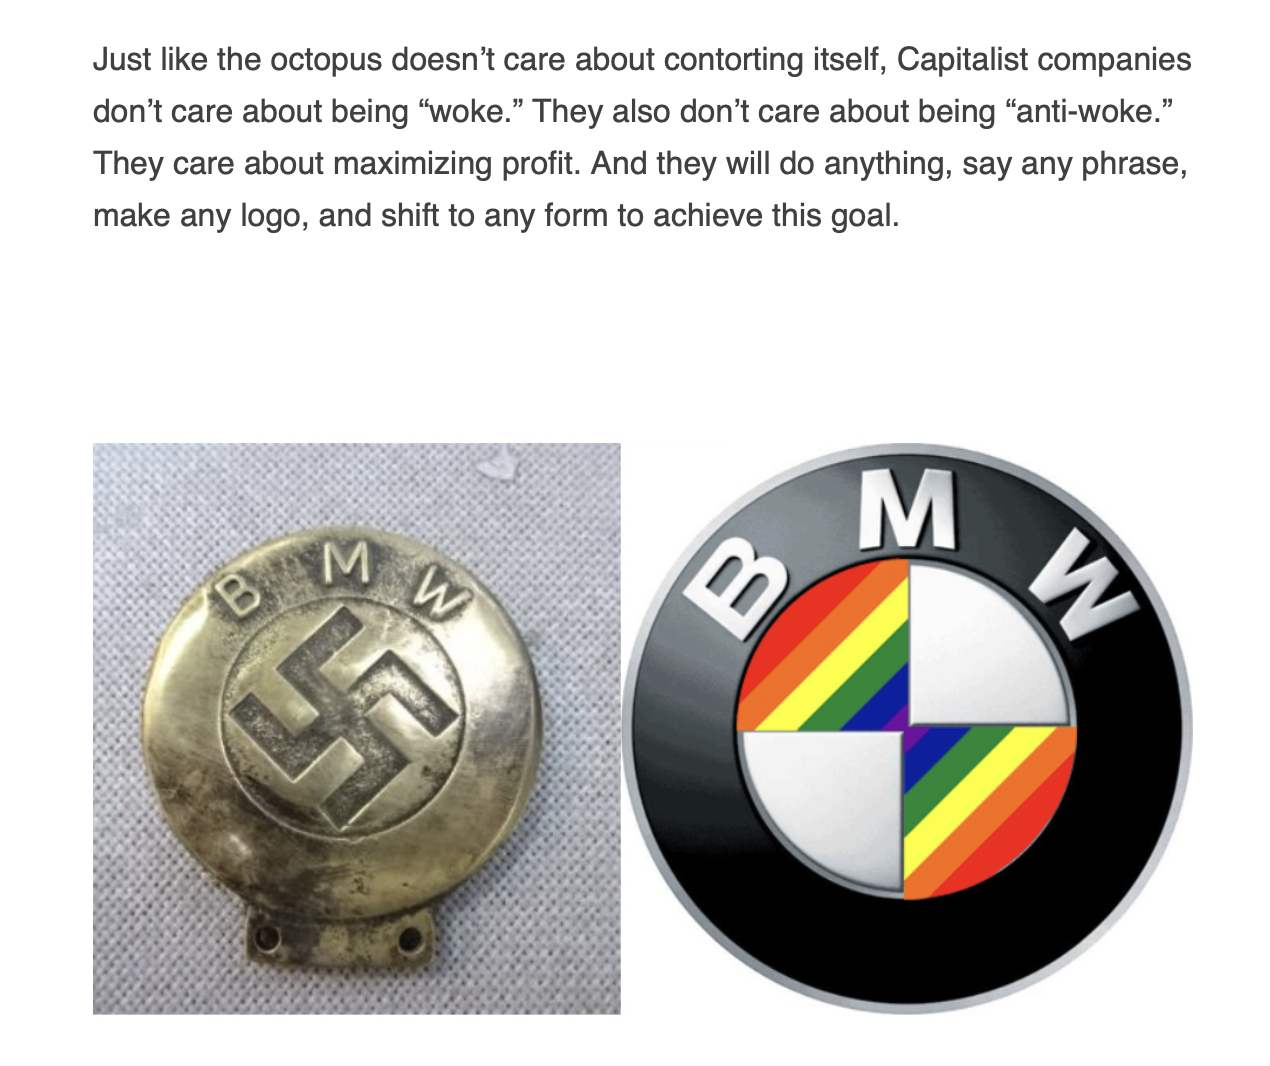 Just like the octopus doesn’t care about contorting itself, Capitalist companies
don’t care about being “woke.” They also don’t care about being “anti-woke.”
They care about maximizing profit. And they will do anything, say any phrase,
make any logo, and shift to any form to achieve this goal.
B M W
B M W